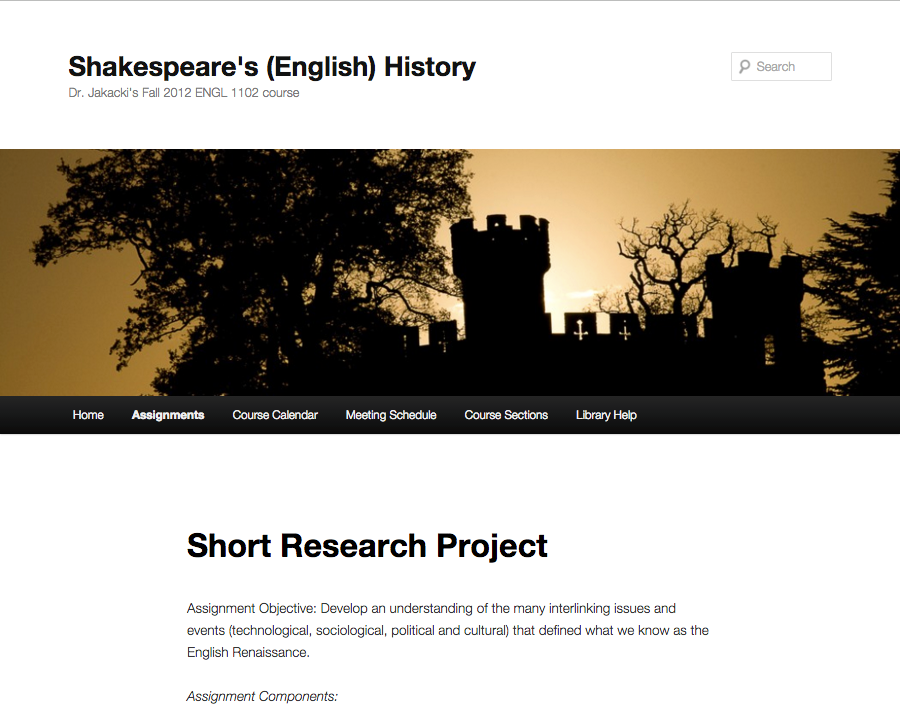 Shakespeare's (English) History
Dr. Jakacki's Fall 2012 ENGL 1102 course
Search
Home Assignments Course Calendar Meeting Schedule Course Sections Library Help
Short Research Project
Assignment Objective: Develop an understanding of the many interlinking issues and
events (technological, sociological, political and cultural) that defined what we know as the
English Renaissance.
Assignment Components: